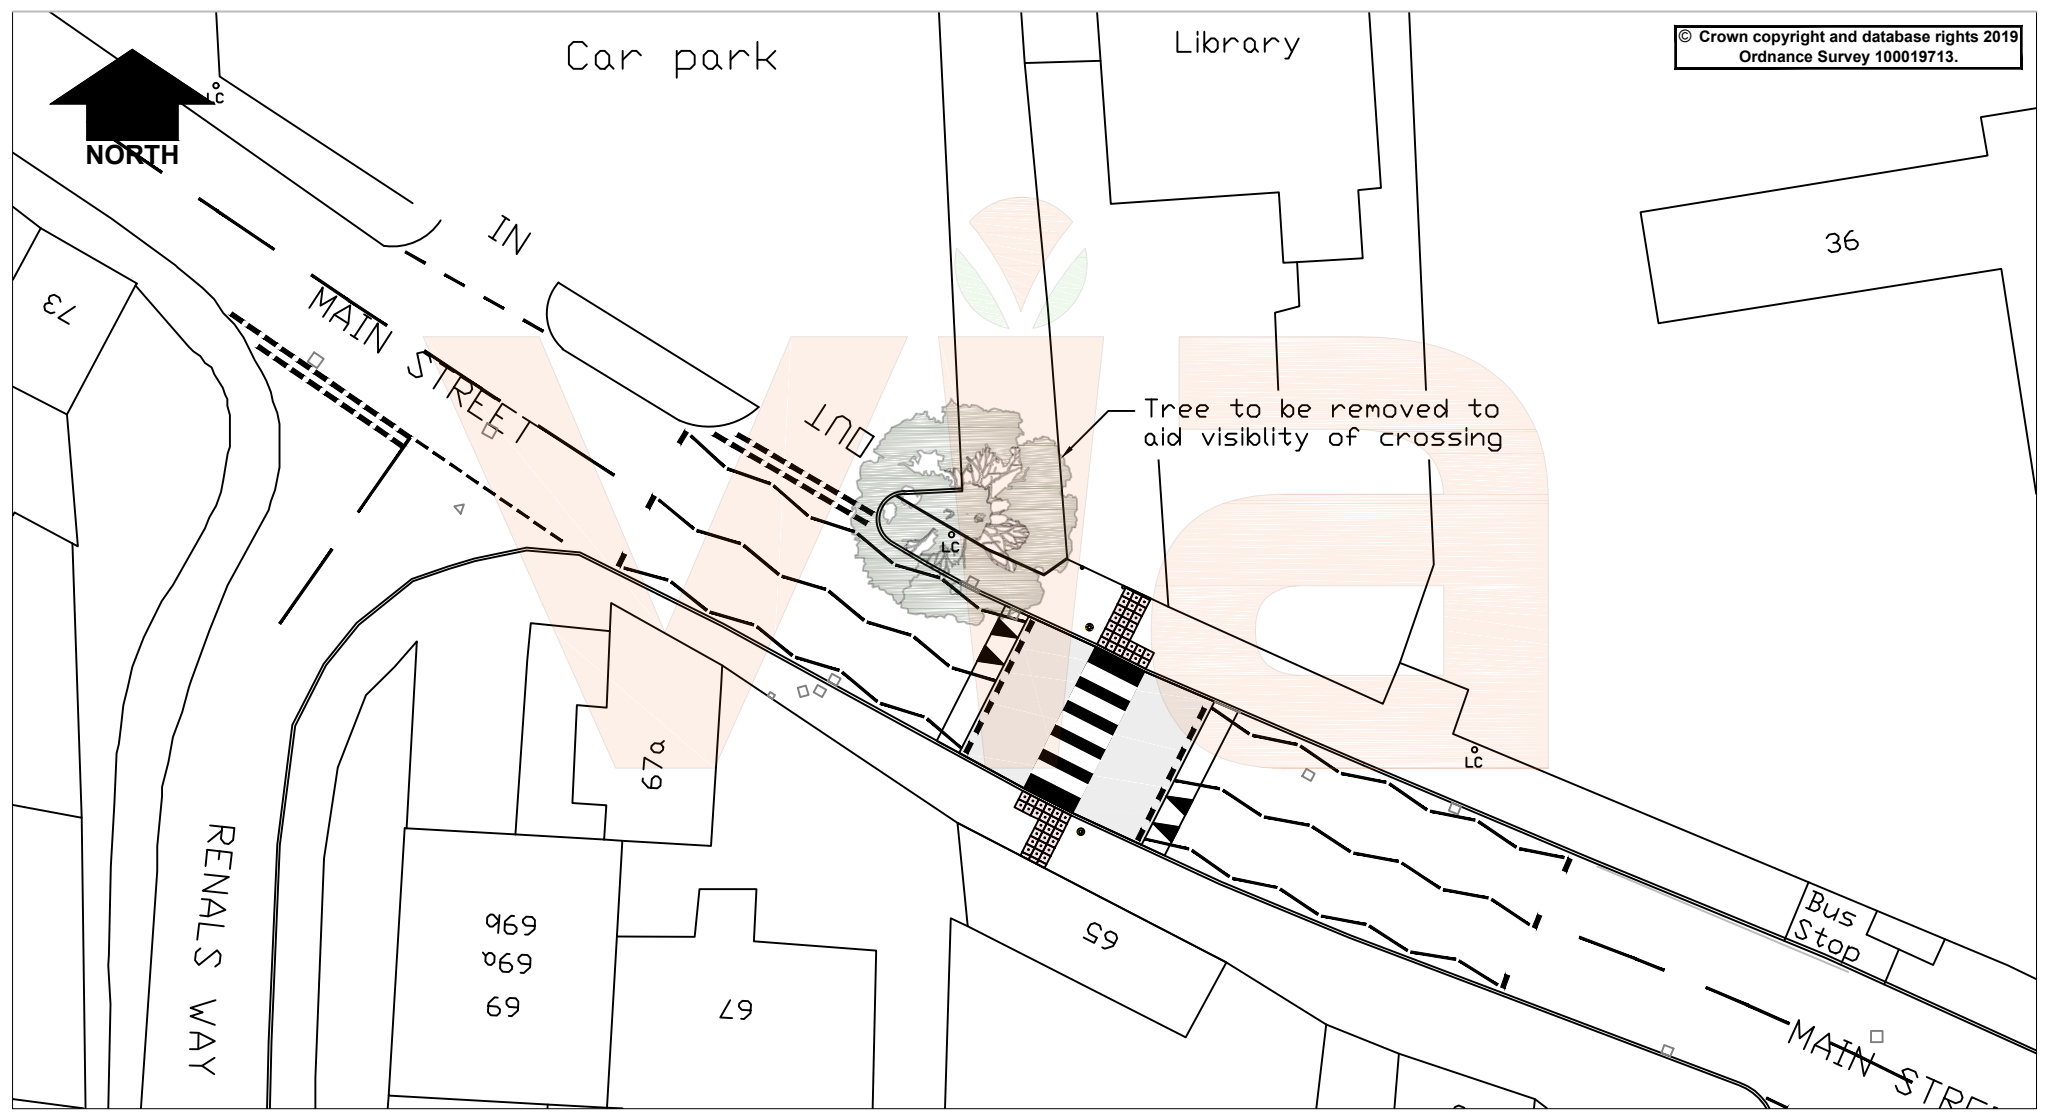 © Crown copyright and database rights 2019
Ordnance Survey 100019713.
Car park
Library
LC
NORTH
IN
36
73
MAIN STREET
OUT
Tree to be removed to
aid visiblity of crossing
LC
via
67a
LC
RENALS WAY
69b
69a
69
67
65
Bus
Stop
MAIN STREE